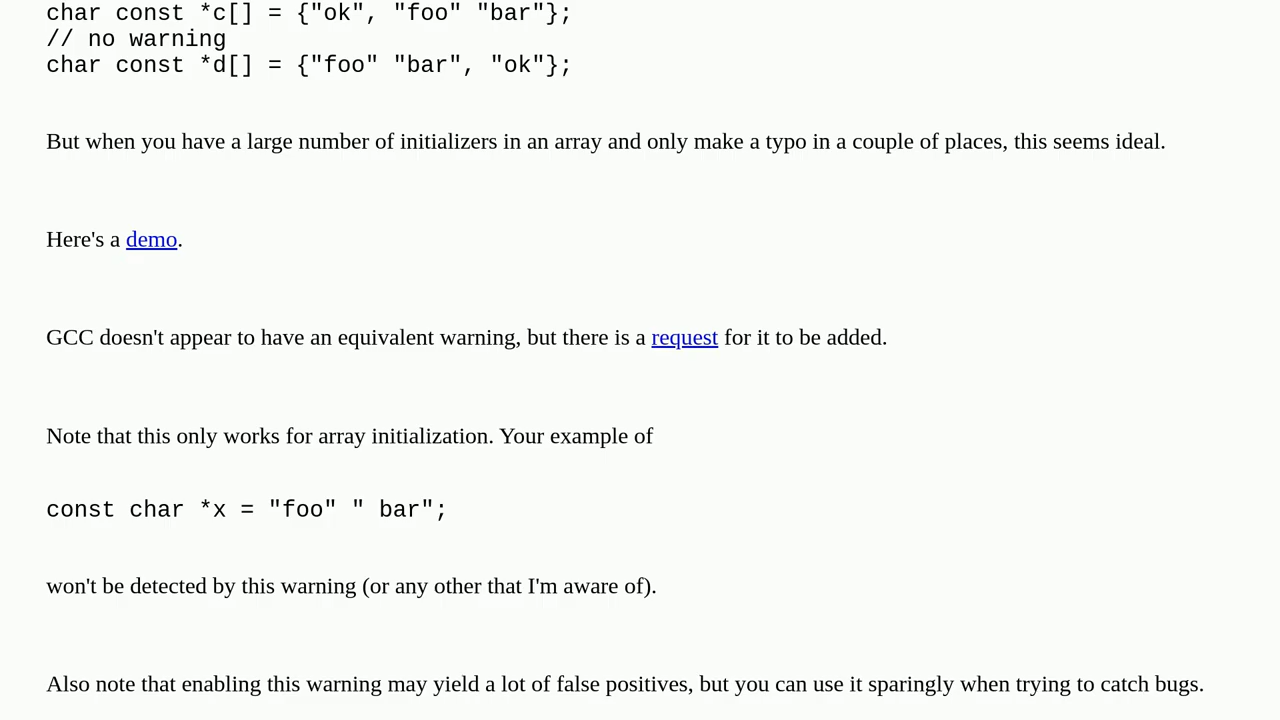 char const *c[] = {"ok", "foo" "bar"};
// no warning
char const *d[] = {"foo" "bar", "ok"};
But when you have a large number of initializers in an array and only make a typo in a couple of places, this seems ideal.
Here's a demo.
GCC doesn't appear to have an equivalent warning, but there is a request for it to be added.
Note that this only works for array initialization. Your example of
const char *x = "foo" " bar";
won't be detected by this warning (or any other that I'm aware of).
Also note that enabling this warning may yield a lot of false positives, but you can use it sparingly when trying to catch bugs.